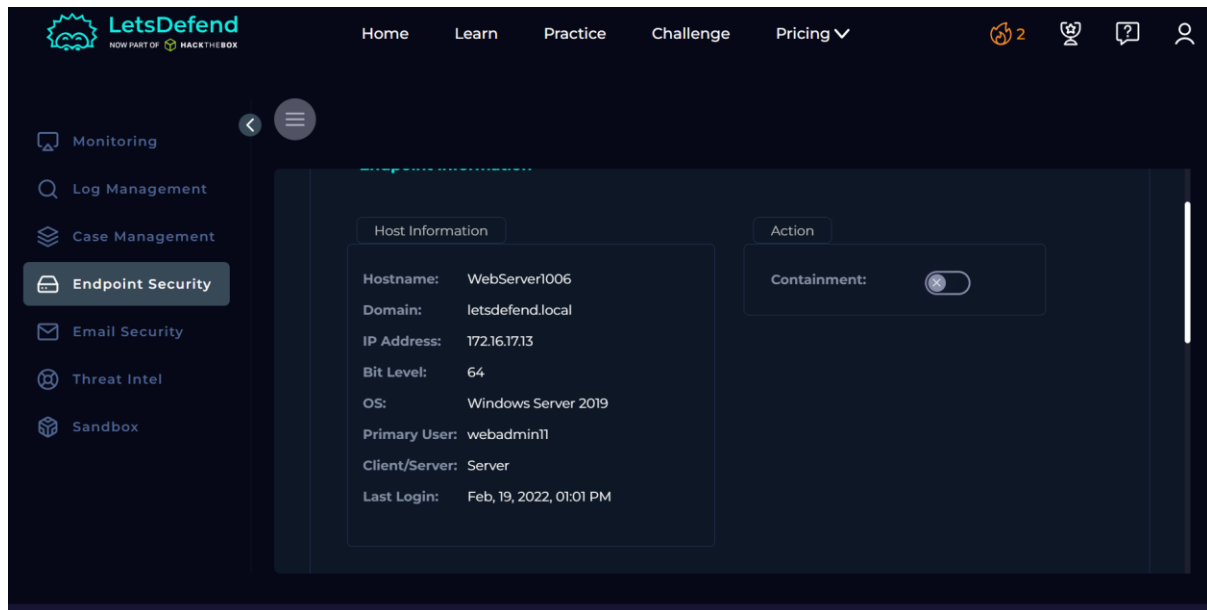 LetsDefend
NOW PART OF HACKTHEBOX
Home Learn Practice Challenge Pricing 2
Monitoring
Log Management
Case Management
Endpoint Security
Email Security
Threat Intel
Sandbox
Endpoint Information
Host Information
Hostname: WebServer1006
Domain: letsdefend.local
IP Address: 172.16.17.13
Bit Level: 64
OS: Windows Server 2019
Primary User: webadmin11
Client/Server: Server
Last Login: Feb, 19, 2022, 01:01 PM
Action
Containment: